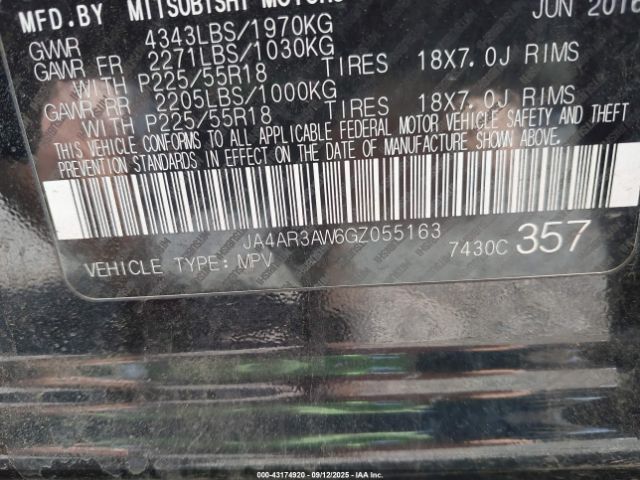 MFD.BY MITSUBISHI MOTORS JUN 2016
GVWR 4343LBS/1970KG
GAWR FR 2271LBS/1030KG
WITH P225/55R18 TIRES 18X7.0J RIMS
GAWR RR 2205LBS/1000KG
WITH P225/55R18 TIRES 18X7.0J RIMS
THIS VEHICLE CONFORMS TO ALL APPLICABLE FEDERAL MOTOR VEHICLE SAFETY AND THEFT
PREVENTION STANDARDS IN EFFECT ON THE DATE OF MANUFACTURE SHOWN ABOVE.
JA4AR3AW6GZ055163
VEHICLE TYPE: MPV 7430C 357
000-43174920 09/12/2025 IAAI.COM